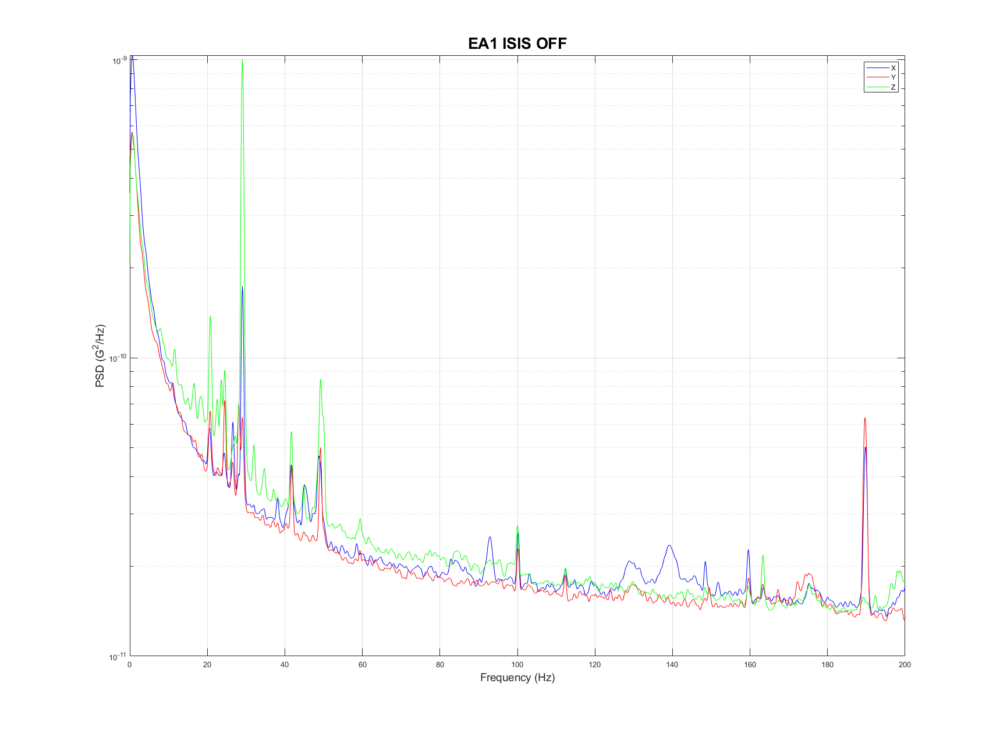 EA1 ISIS OFF
X
Y
Z
10^-9
10^-10
10^-11
PSD (G^2/Hz)
0 20 40 60 80 100 120 140 160 180 200
Frequency (Hz)